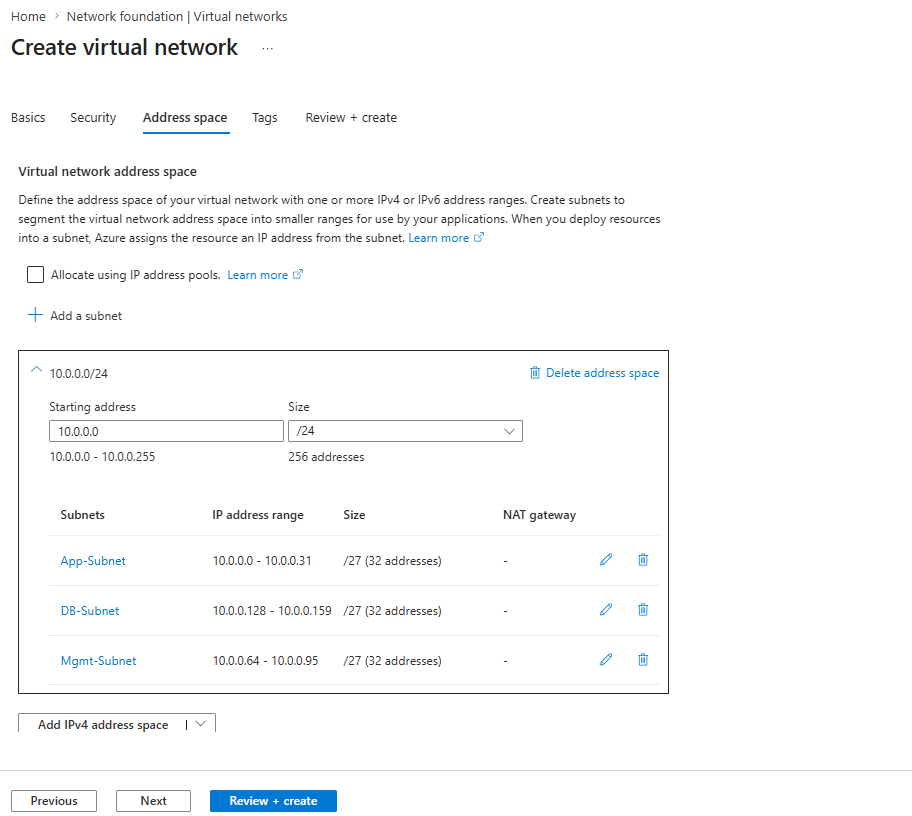 Home > Network foundation | Virtual networks
Create virtual network ...
Basics Security Address space Tags Review + create
Virtual network address space
Define the address space of your virtual network with one or more IPv4 or IPv6 address ranges. Create subnets to
segment the virtual network address space into smaller ranges for use by your applications. When you deploy resources
into a subnet, Azure assigns the resource an IP address from the subnet. Learn more
Allocate using IP address pools. Learn more
+ Add a subnet
10.0.0.0/24 Delete address space
Starting address Size
10.0.0.0 /24
10.0.0.0 - 10.0.0.255 256 addresses
Subnets IP address range Size NAT gateway
App-Subnet 10.0.0.0 - 10.0.0.31 /27 (32 addresses) -
DB-Subnet 10.0.0.128 - 10.0.0.159 /27 (32 addresses) -
Mgmt-Subnet 10.0.0.64 - 10.0.0.95 /27 (32 addresses) -
Add IPv4 address space |
Previous Next Review + create